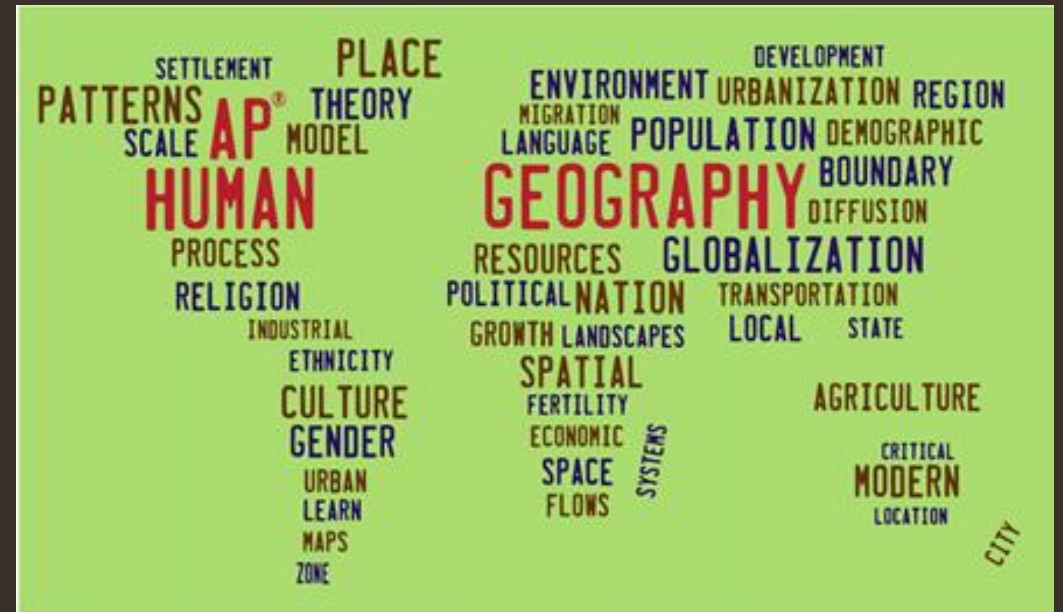 SETTLEMENT PLACE
PATTERNS AP® THEORY
SCALE MODEL
HUMAN
PROCESS
RELIGION
INDUSTRIAL
ETHNICITY
CULTURE
GENDER
URBAN
LEARN
MAPS
ZONE
DEVELOPMENT
ENVIRONMENT URBANIZATION REGION
MIGRATION
LANGUAGE POPULATION DEMOGRAPHIC
GEOGRAPHY BOUNDARY
DIFFUSION
RESOURCES GLOBALIZATION
POLITICAL NATION TRANSPORTATION
GROWTH LANDSCAPES LOCAL STATE
SPATIAL
FERTILITY
ECONOMIC
SYSTEMS
SPACE
FLOWS
AGRICULTURE
CRITICAL
MODERN
LOCATION
CITY